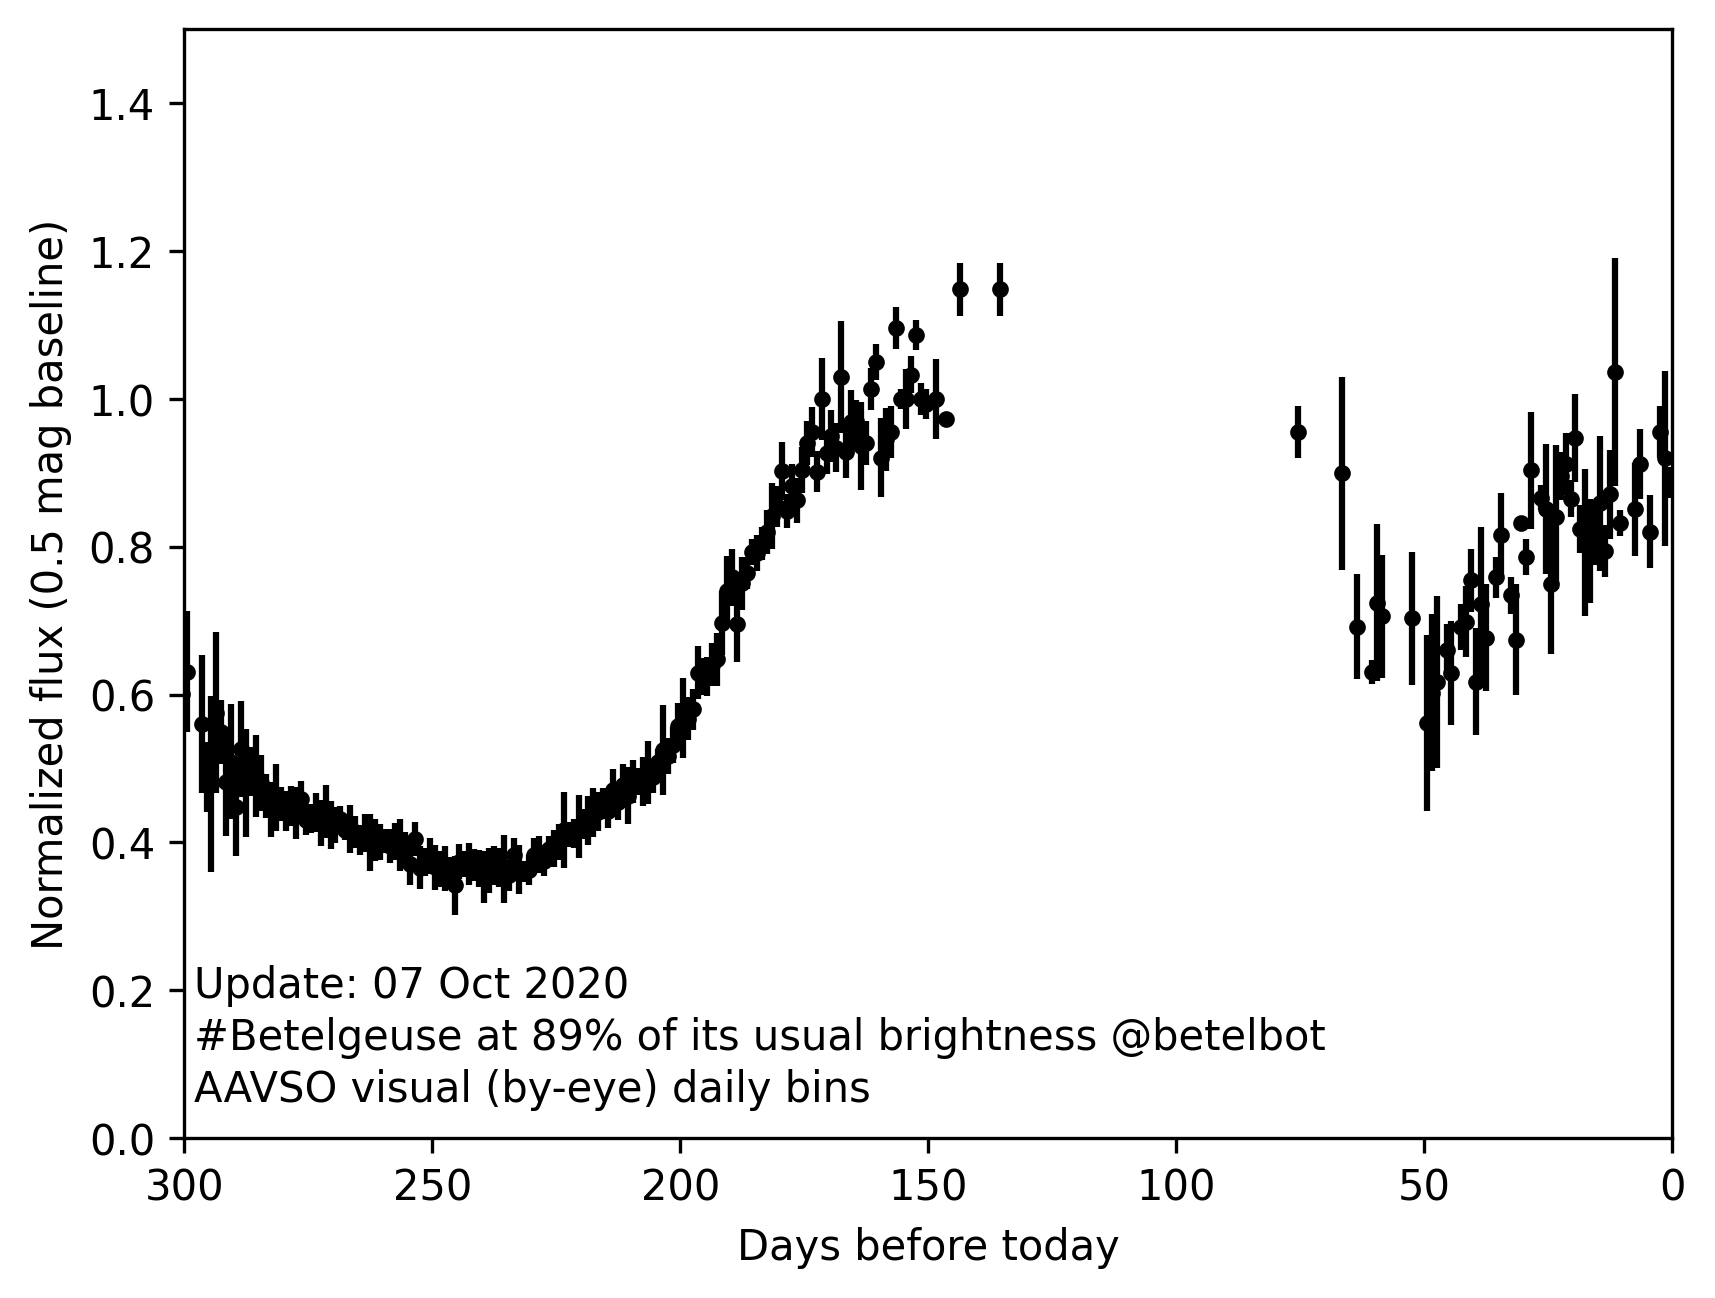 1.4
1.2
1.0
0.8
0.6
0.4
0.2
0.0
Normalized flux (0.5 mag baseline)
Update: 07 Oct 2020
#Betelgeuse at 89% of its usual brightness @betelbot
AAVSO visual (by-eye) daily bins
300 250 200 150 100 50 0
Days before today